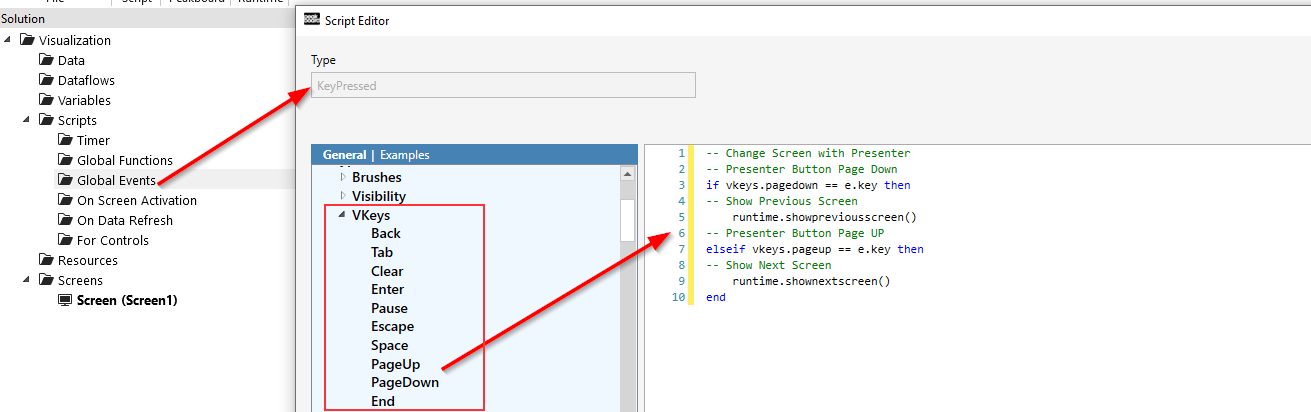 Script
Peakboard
Runtime
Solution
Visualization
Data
Dataflows
Variables
Scripts
Timer
Global Functions
Global Events
On Screen Activation
On Data Refresh
For Controls
Resources
Screens
Screen (Screen1)
Script Editor
Type
KeyPressed
General | Examples
Brushes
Visibility
VKeys
Back
Tab
Clear
Enter
Pause
Escape
Space
PageUp
PageDown
End
1 -- Change Screen with Presenter
2 -- Presenter Button Page Down
3 if vkeys.pagedown == e.key then
4 -- Show Previous Screen
5 runtime.showpreviousscreen()
6 -- Presenter Button Page UP
7 elseif vkeys.pageup == e.key then
8 -- Show Next Screen
9 runtime.shownextscreen()
10 end